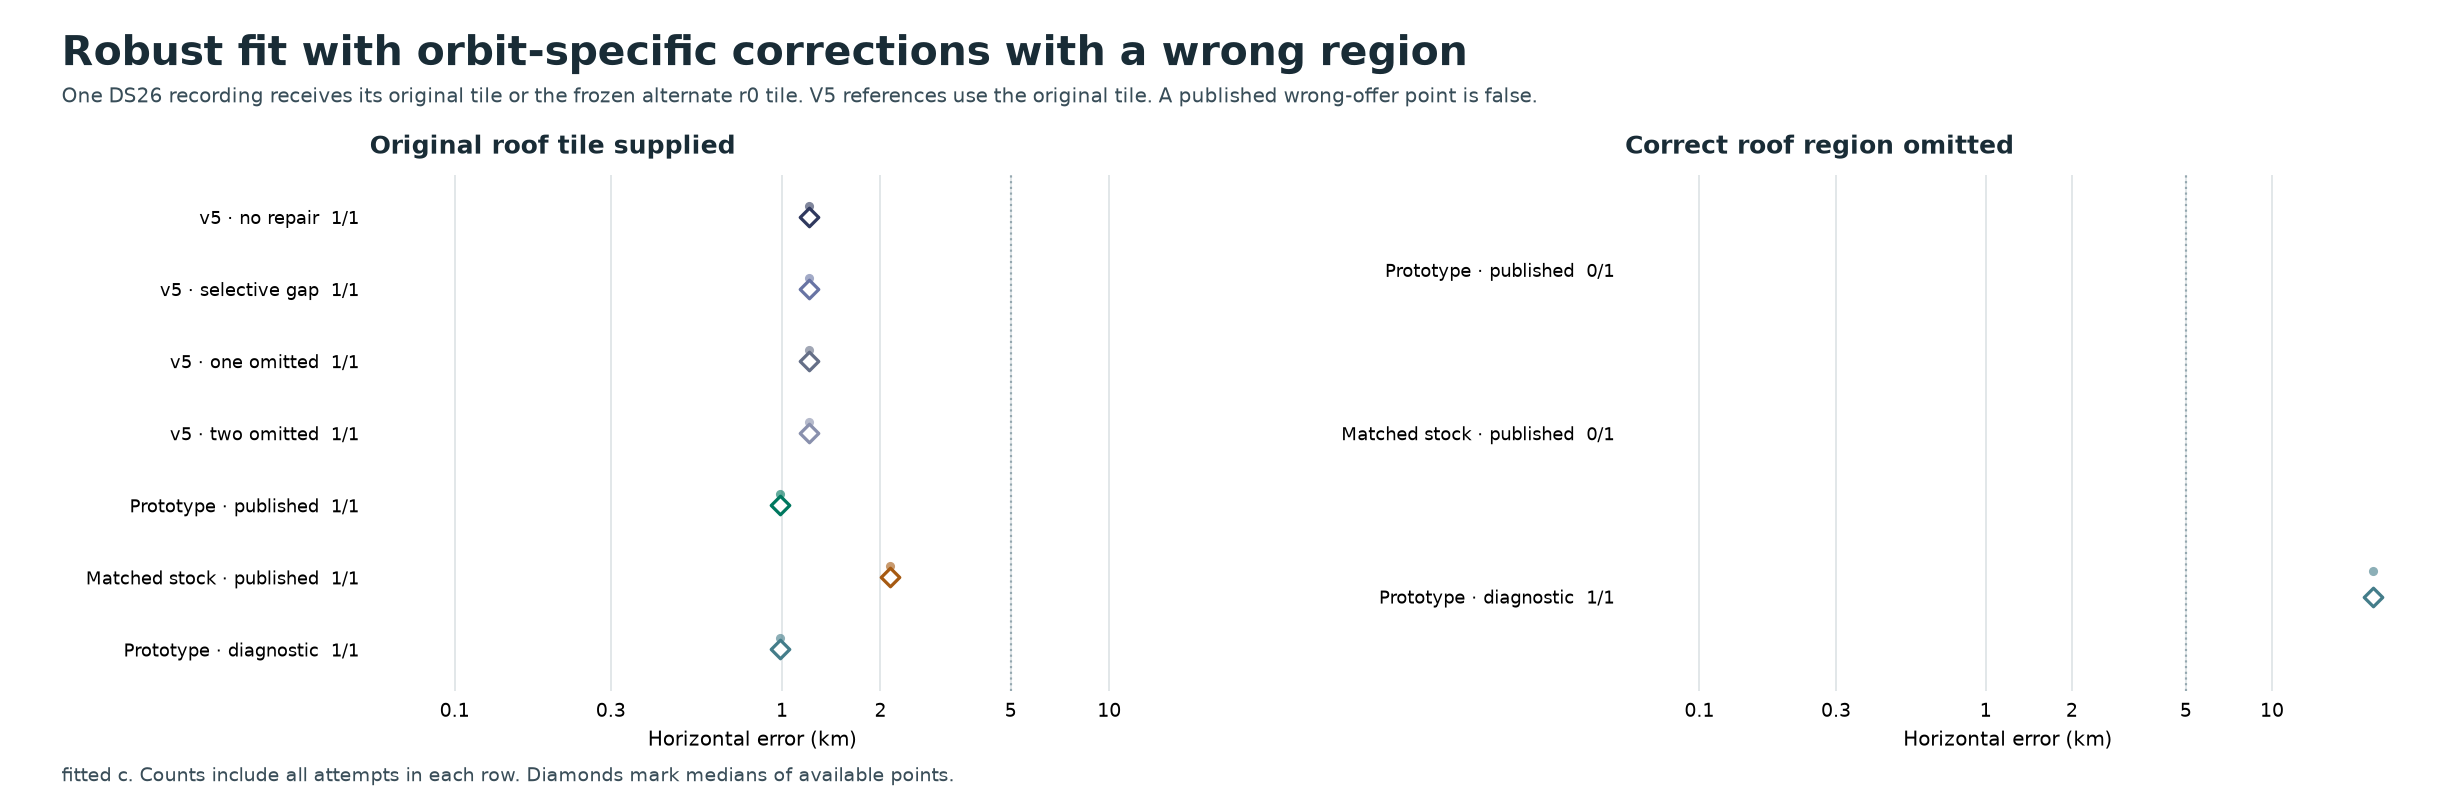 Robust fit with orbit-specific corrections with a wrong region
One DS26 recording receives its original tile or the frozen alternate r0 tile. V5 references use the original tile. A published wrong-offer point is false.
Original roof tile supplied
v5 · no repair 1/1
v5 · selective gap 1/1
v5 · one omitted 1/1
v5 · two omitted 1/1
Prototype · published 1/1
Matched stock · published 1/1
Prototype · diagnostic 1/1
0.1 0.3 1 2 5 10
Horizontal error (km)
Correct roof region omitted
Prototype · published 0/1
Matched stock · published 0/1
Prototype · diagnostic 1/1
0.1 0.3 1 2 5 10
Horizontal error (km)
fitted c. Counts include all attempts in each row. Diamonds mark medians of available points.